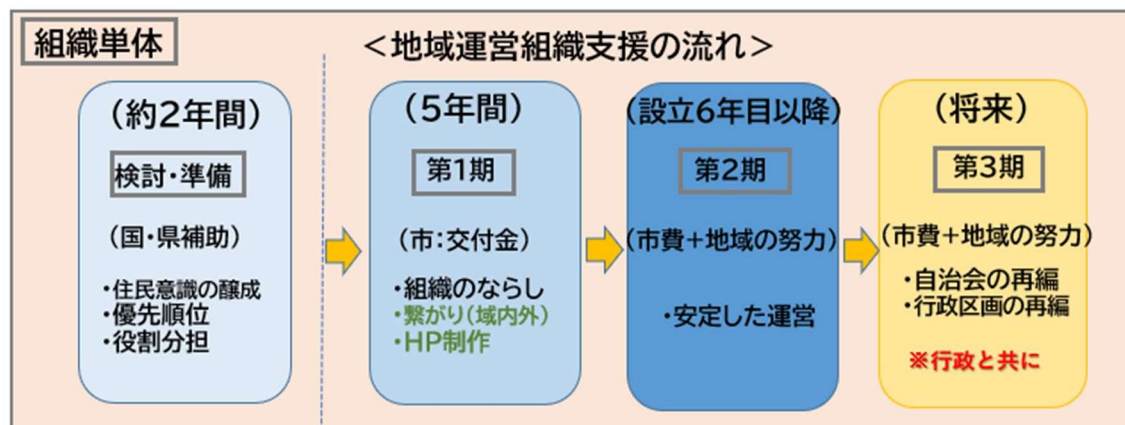 組織単体
<地域運営組織支援の流れ>
(約2年間)
検討・準備
(国・県補助)
・住民意識の醸成
・優先順位
・役割分担
(5年間)
第1期
(市:交付金)
・組織のならし
・繋がり(域内外)
・HP制作
(設立6年目以降)
第2期
(市費+地域の努力)
・安定した運営
(将来)
第3期
(市費+地域の努力)
・自治会の再編
・行政区画の再編
※行政と共に